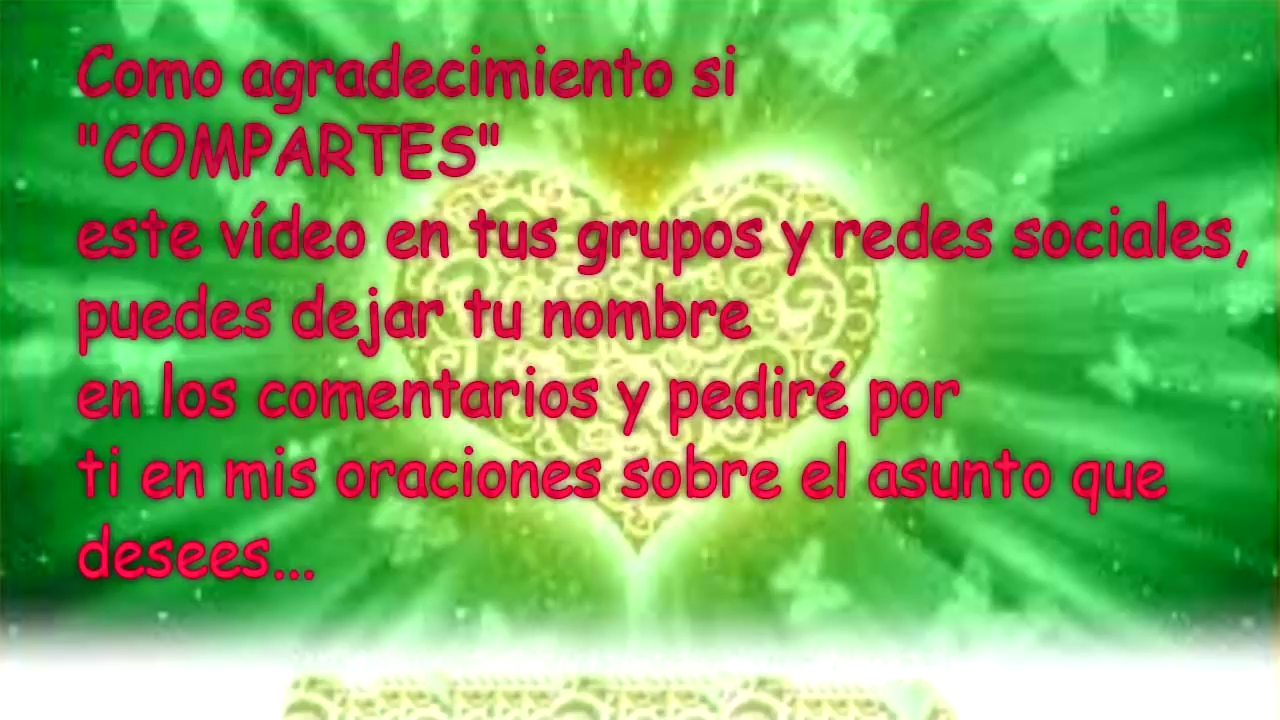 Como agradecimiento si
"COMPARTES"
este vídeo en tus grupos y redes sociales,
puedes dejar tu nombre
en los comentarios y pediré por
ti en mis oraciones sobre el asunto que
desees...